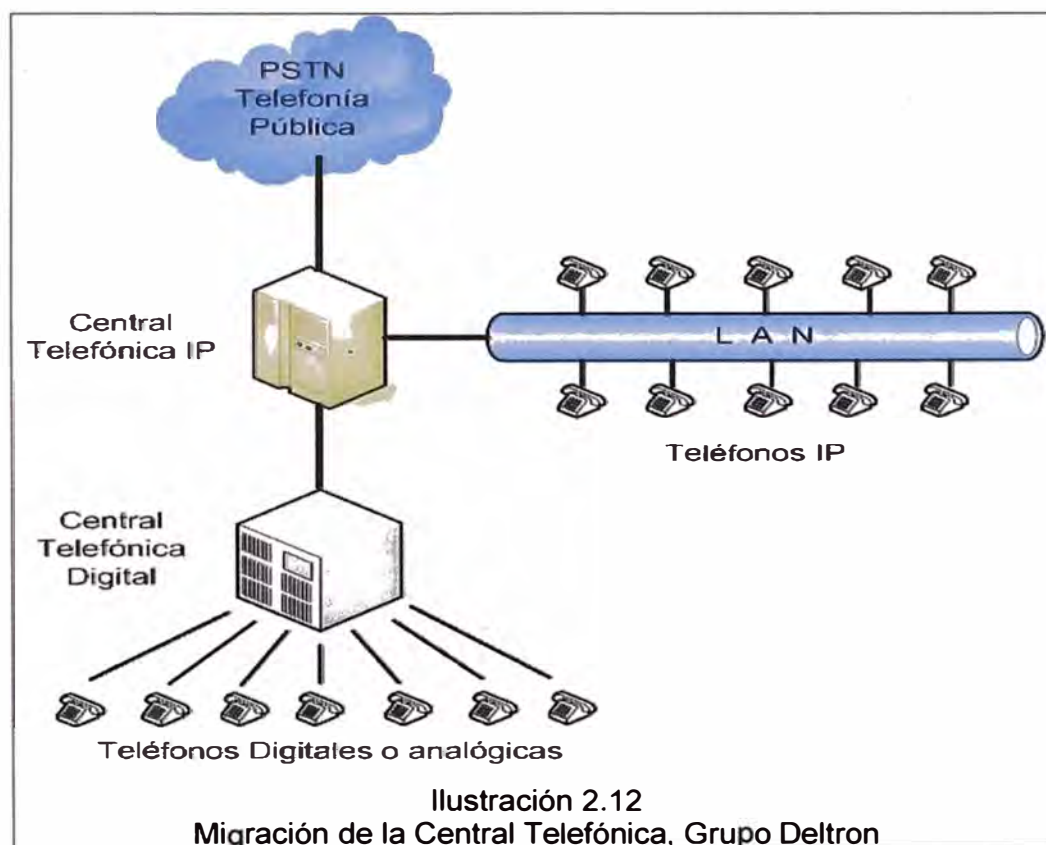 PSTN
Telefonía
Pública
Central
Telefónica IP
L A N
Teléfonos IP
Central
Telefónica
Digital
Teléfonos Digitales o analógicas
Ilustración 2.12
Migración de la Central Telefónica, Grupo Deltron